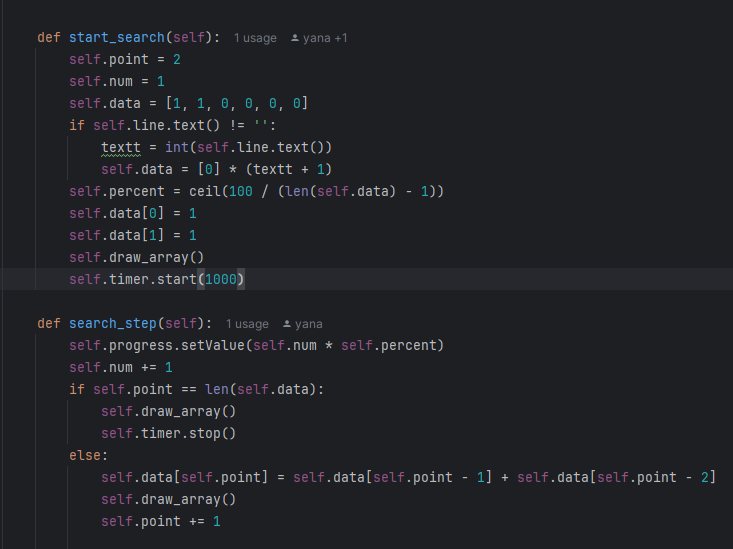 def start_search(self): 1 usage yana +1
self.point = 2
self.num = 1
self.data = [1, 1, 0, 0, 0, 0]
if self.line.text() != '':
textt = int(self.line.text())
self.data = [0] * (textt + 1)
self.percent = ceil(100 / (len(self.data) - 1))
self.data[0] = 1
self.data[1] = 1
self.draw_array()
self.timer.start(1000)
def search_step(self): 1 usage yana
self.progress.setValue(self.num * self.percent)
self.num += 1
if self.point == len(self.data):
self.draw_array()
self.timer.stop()
else:
self.data[self.point] = self.data[self.point - 1] + self.data[self.point - 2]
self.draw_array()
self.point += 1